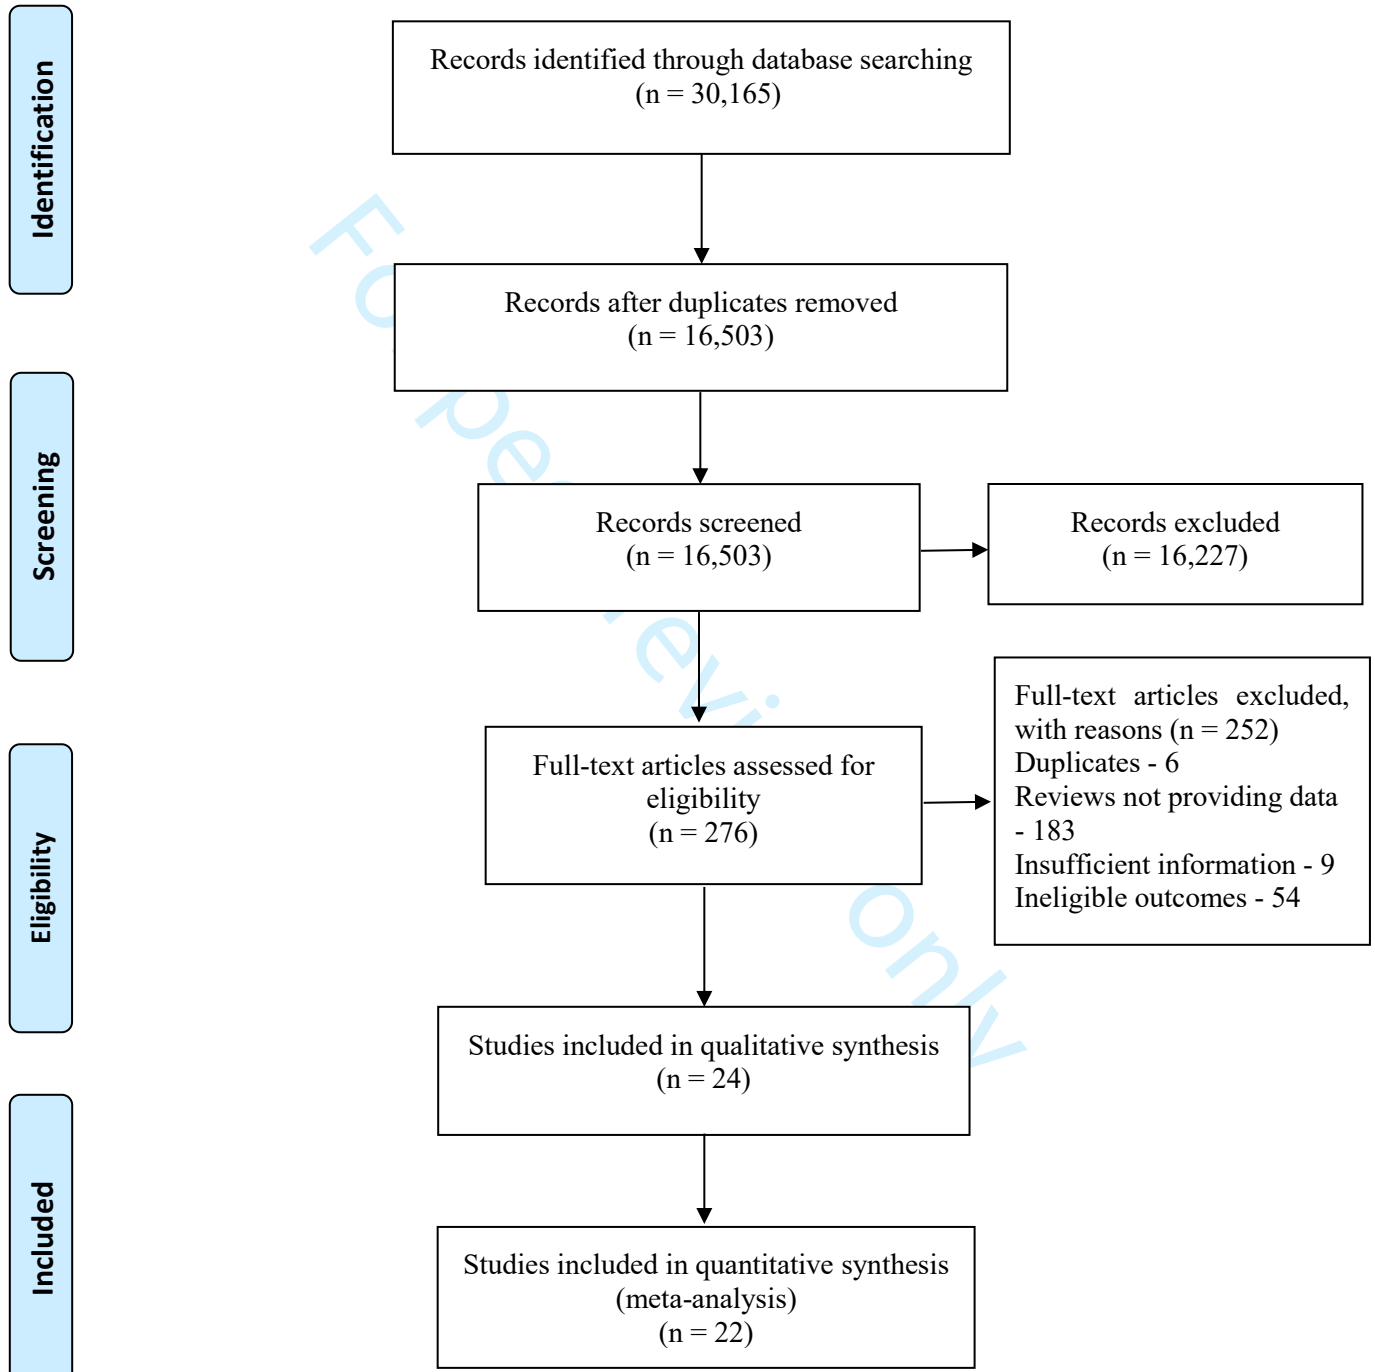 Identification
Records identified through database searching
(n = 30,165)
Records after duplicates removed
(n = 16,503)
Screening
Records screened
(n = 16,503)
Records excluded
(n = 16,227)
Eligibility
Full-text articles assessed for
eligibility
(n = 276)
Full-text articles excluded,
with reasons (n = 252)
Duplicates - 6
Reviews not providing data
- 183
Insufficient information - 9
Ineligible outcomes - 54
Included
Studies included in qualitative synthesis
(n = 24)
Studies included in quantitative synthesis
(meta-analysis)
(n = 22)
only